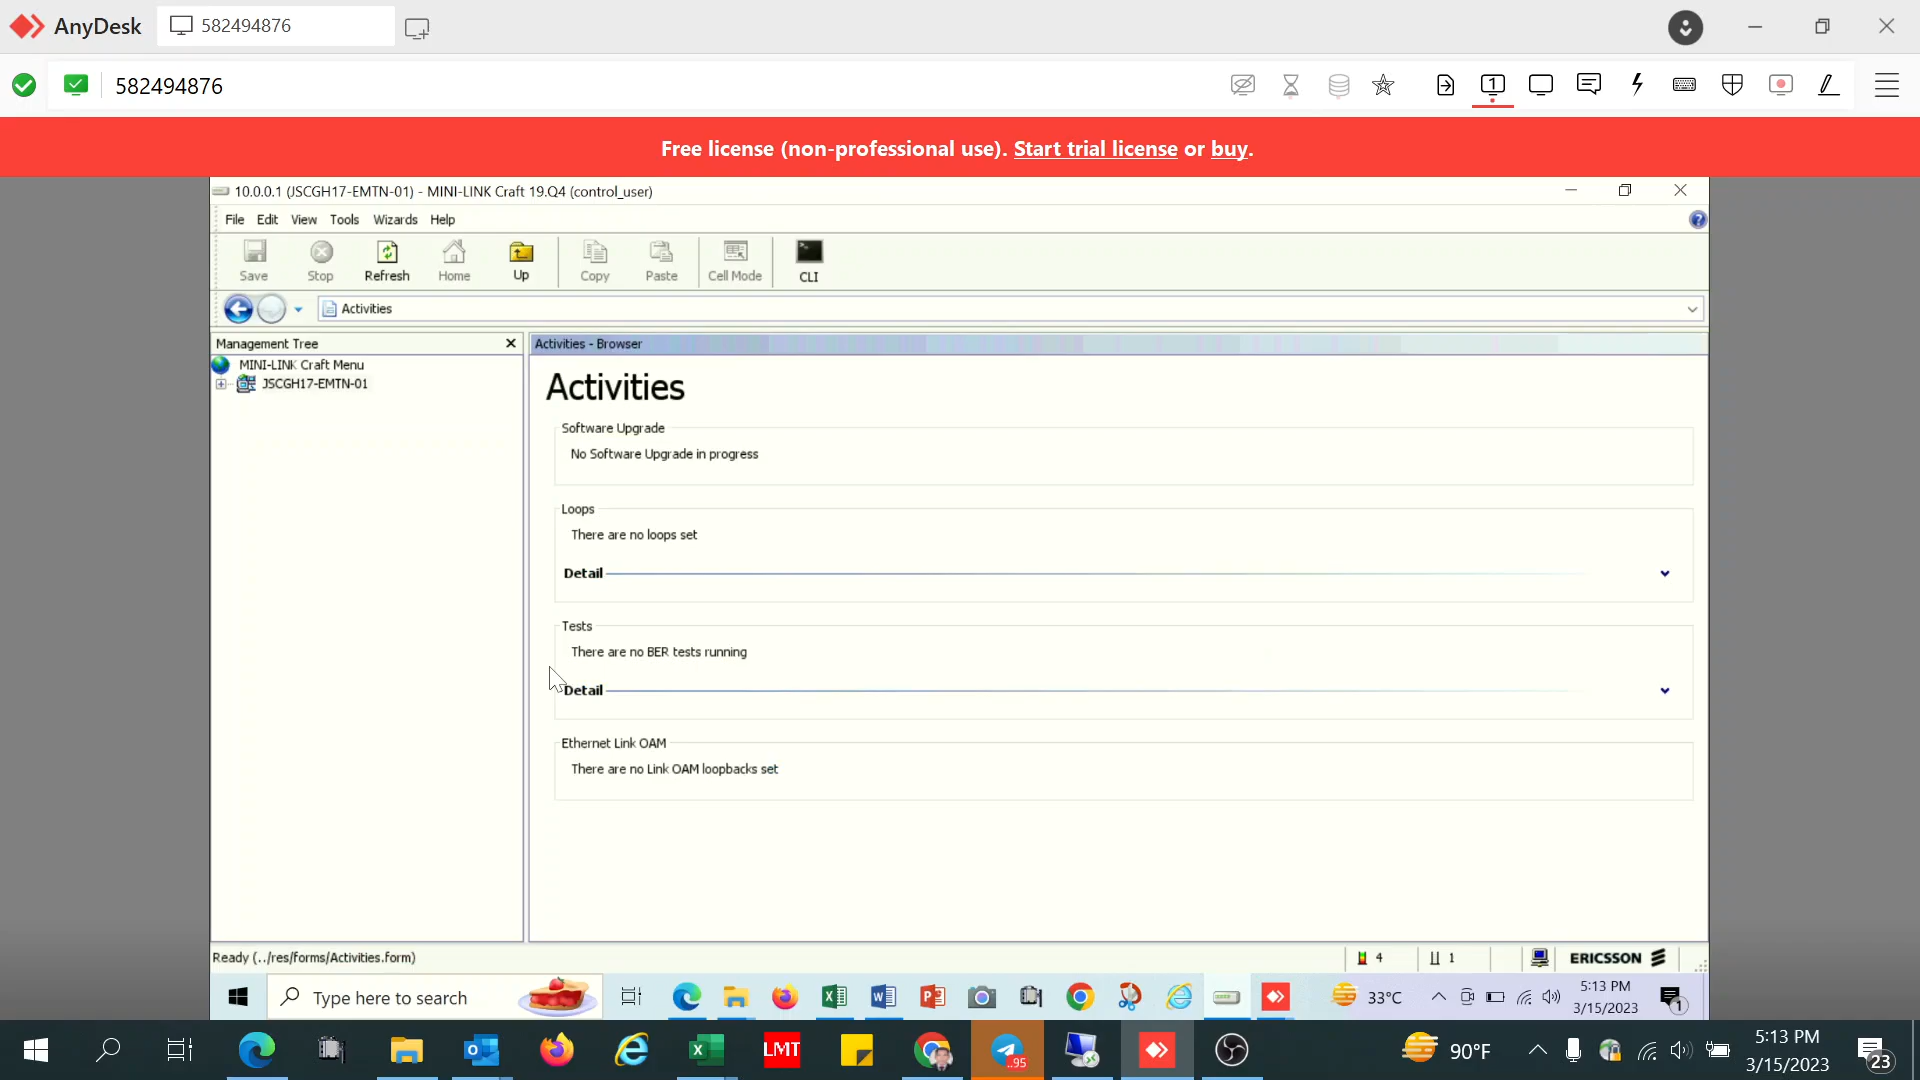 AnyDesk
582494876
582494876
1
Free license (non-professional use). Start trial license or buy.
10.0.0.1 (JSCGH17-EMTN-01) - MINI-LINK Craft 19.Q4 (control_user)
File Edit View Tools Wizards Help
Save Stop Refresh Home Up Copy Paste Cell Mode CLI
Activities
Management Tree
MINI-LINK Craft Menu
JSCGH17-EMTN-01
Activities - Browser
Activities
Software Upgrade
No Software Upgrade in progress
Loops
There are no loops set
Detail
Tests
There are no BER tests running
Detail
Ethernet Link OAM
There are no Link OAM loopbacks set
Ready (../res/forms/Activities.form)
4 1 ERICSSON
Type here to search
33°C
5:13 PM
3/15/2023
1
LMT
..95
90°F
5:13 PM
3/15/2023
23